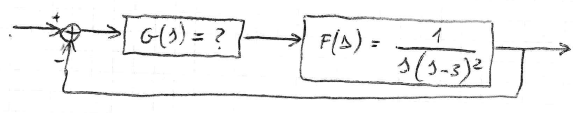 +
G(s) = ?
F(s) = 1 / s(s-3)²
-